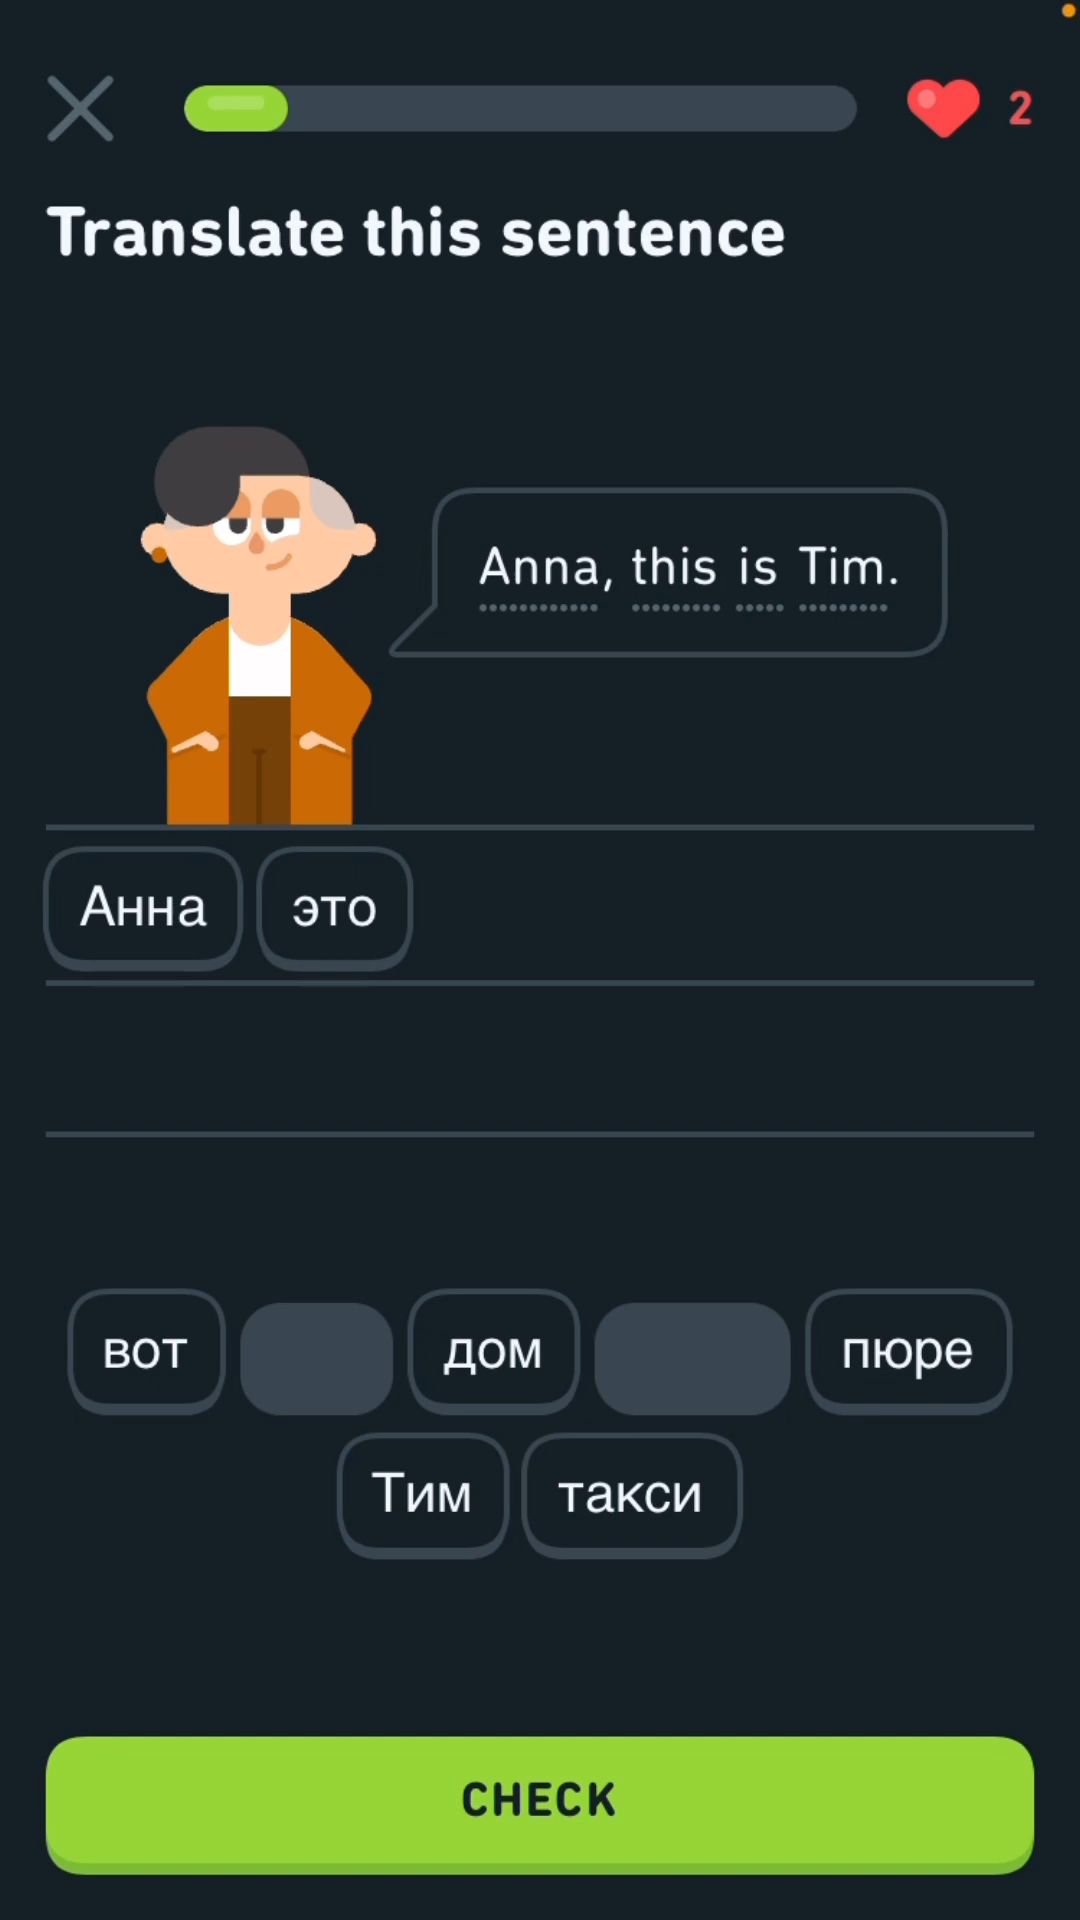 2
Translate this sentence
Anna, this is Tim.
Анна это
вот дом пюре
Тим такси
CHECK